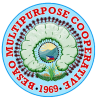 BESAO MULTIPURPOSE COOPERATIVE
•1969•